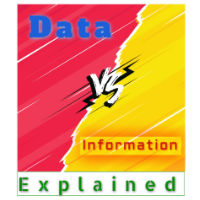 Data
VS
Information
Explained